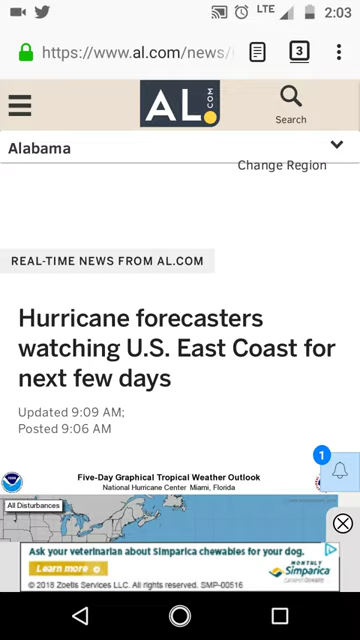 LTE 2:03
https://www.al.com/news/ 3
AL.COM
Search
Alabama
Change Region
REAL-TIME NEWS FROM AL.COM
Hurricane forecasters
watching U.S. East Coast for
next few days
Updated 9:09 AM;
Posted 9:06 AM
1
Five-Day Graphical Tropical Weather Outlook
National Hurricane Center Miami, Florida
All Disturbances
Ask your veterinarian about Simparica chewables for your dog.
Learn more
MONTHLY
Simparica
© 2018 Zoetis Services LLC. All rights reserved. SMP-00516